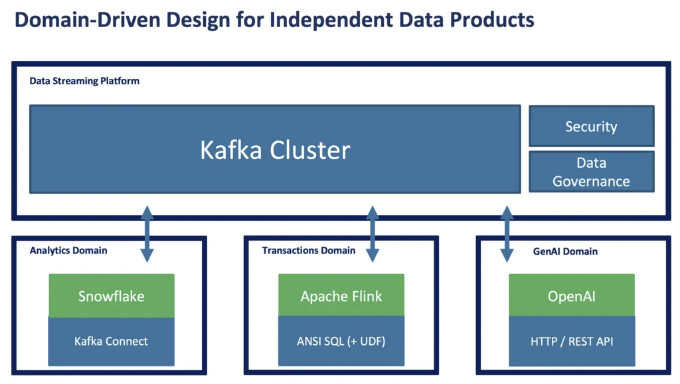 Domain-Driven Design for Independent Data Products
Data Streaming Platform
Kafka Cluster
Security
Data
Governance
Analytics Domain
Snowflake
Kafka Connect
Transactions Domain
Apache Flink
ANSI SQL (+ UDF)
GenAI Domain
OpenAI
HTTP / REST API